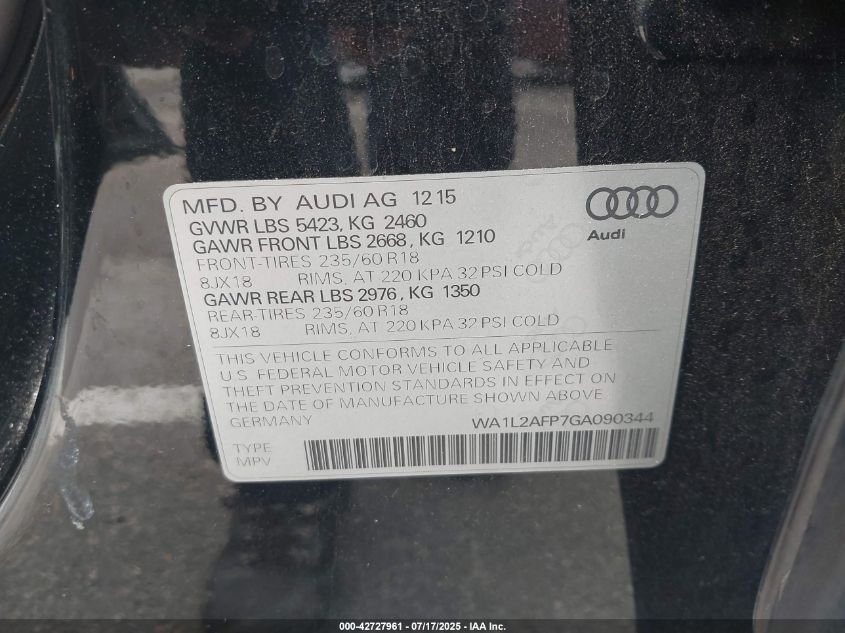 MFD. BY AUDI AG 12 15
GVWR LBS 5423, KG 2460
GAWR FRONT LBS 2668, KG 1210
FRONT-TIRES 235/60 R18
8JX18 RIMS, AT 220 KPA 32 PSI COLD
GAWR REAR LBS 2976, KG 1350
REAR-TIRES 235/60 R18
8JX18 RIMS, AT 220 KPA 32 PSI COLD
Audi
THIS VEHICLE CONFORMS TO ALL APPLICABLE
U.S. FEDERAL MOTOR VEHICLE SAFETY AND
THEFT PREVENTION STANDARDS IN EFFECT ON
THE DATE OF MANUFACTURE SHOWN ABOVE.
GERMANY WA1L2AFP7GA090344
TYPE
MPV
000-42727961 - 07/17/2025 - IAA Inc.